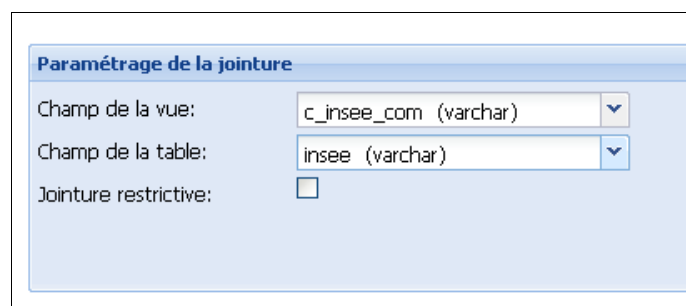 Paramétrage de la jointure
Champ de la vue: c_insee_com (varchar)
Champ de la table: insee (varchar)
Jointure restrictive: